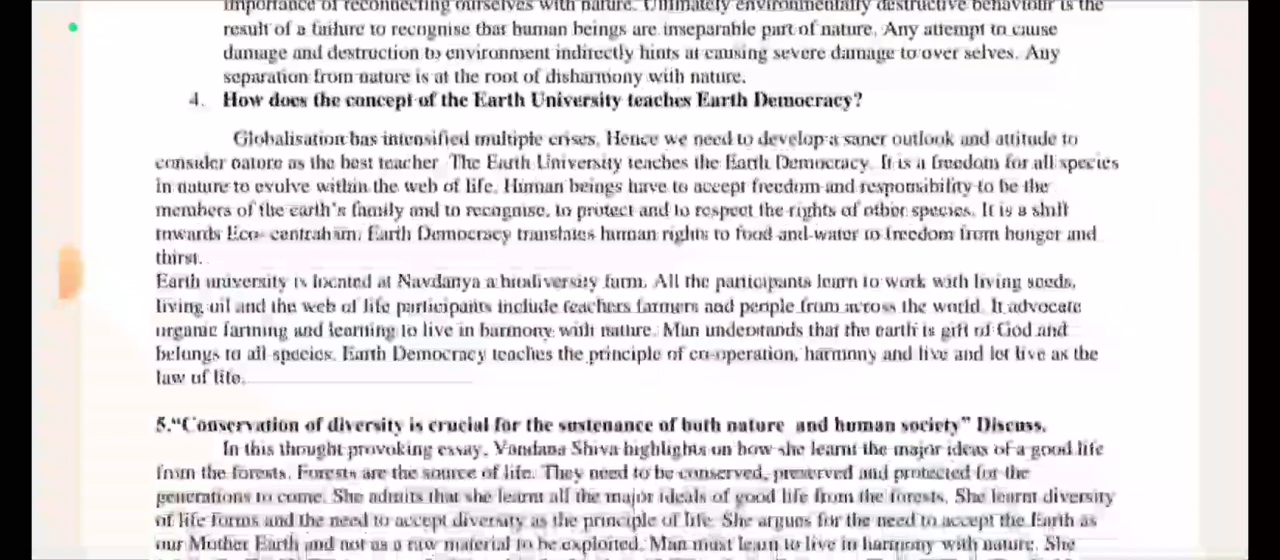 importance of reconnecting ourselves with nature. Ultimately environmentally destructive behaviour is the
result of a failure to recognise that human beings are inseparable part of nature. Any attempt to cause
damage and destruction to environment indirectly hints at causing severe damage to over selves. Any
separation from nature is at the root of disharmony with nature.
4. How does the concept of the Earth University teaches Earth Democracy?
Globalisation has intensified multiple crises. Hence we need to develop a saner outlook and attitude to
consider nature as the best teacher The Earth University teaches the Earth Democracy. It is a freedom for all species
in nature to evolve within the web of life. Human beings have to accept freedom and responsibility to be the
members of the earth's family and to recognise, to protect and to respect the rights of other species. It is a shift
towards Eco- Earth Democracy translates human rights to food and water to freedom from hunger and
thirst.
Earth university is located at Navdanya a biodiversity farm. All the participants learn to work with living seeds,
living oil and the web of life participants include teachers farmers and people from across the world. It advocate
organic farming and learning to live in harmony with nature. Man understands that the earth is gift of God and
belongs to all species. Earth Democracy teaches the principle of co-operation, harmony and live and let live as the
law of life.
5.“Conservation of diversity is crucial for the sustenance of both nature and human society” Discuss.
In this thought provoking essay, Vandana Shiva highlights on how she learnt the major ideas of a good life
from the forests. Forests are the source of life. They need to be conserved, preserved and protected for the
generations to come. She admits that she learnt all the major ideals of good life from the forests. She learnt diversity
of life forms and the need to accept diversity as the principle of life. She argues for the need to accept the Earth as
our Mother Earth and not as a raw material to be exploited. Man must learn to live in harmony with nature. She